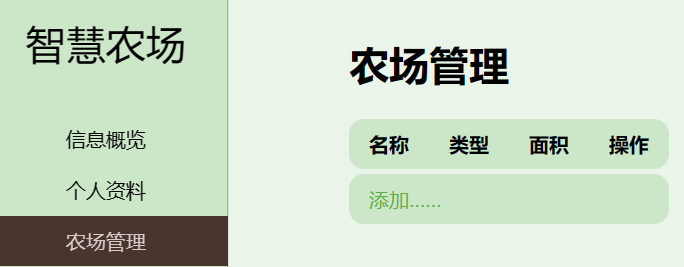 智慧农场
信息概览
个人资料
农场管理
农场管理
名称 类型 面积 操作
添加......